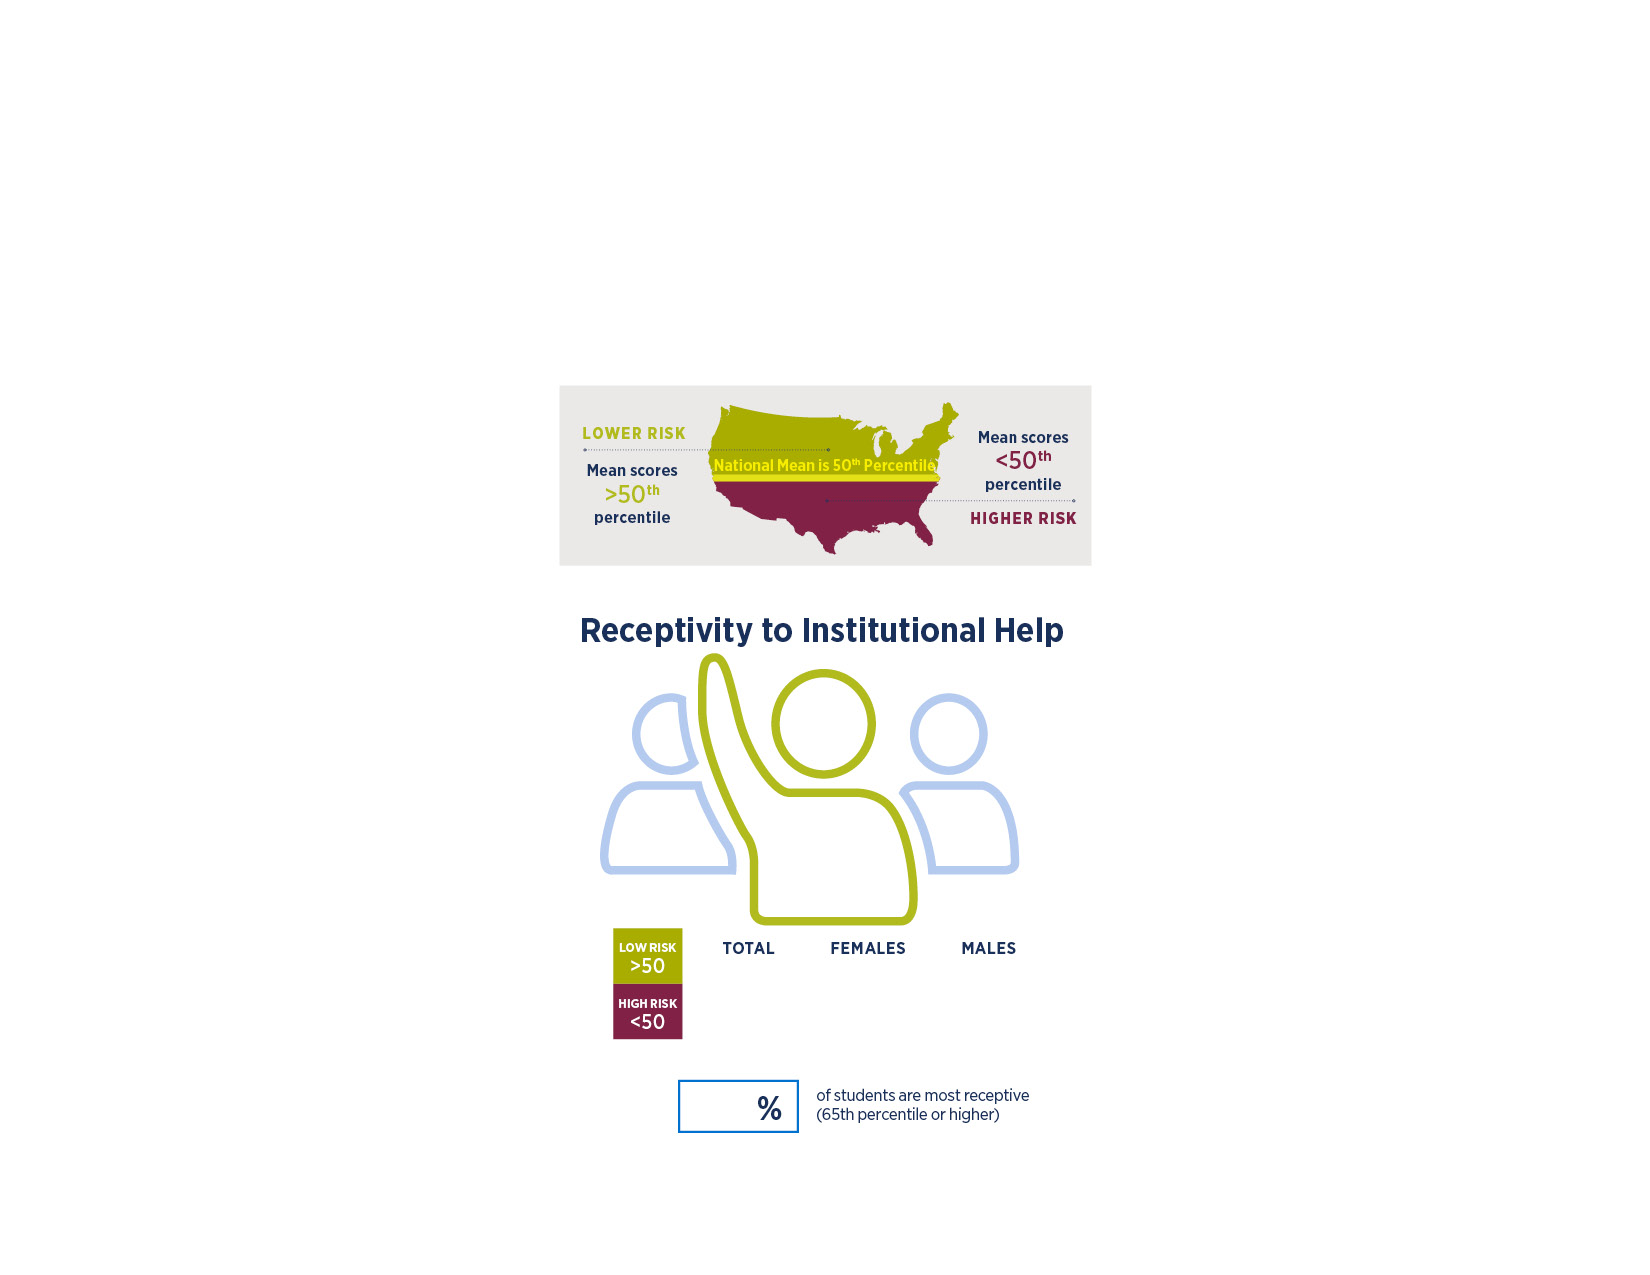 LOWER RISK
Mean scores
>50th
percentile
National Mean is 50th Percentile
Mean scores
<50th
percentile
HIGHER RISK
Receptivity to Institutional Help
LOW RISK
>50
HIGH RISK
<50
TOTAL FEMALES MALES
%
of students are most receptive
(65th percentile or higher)